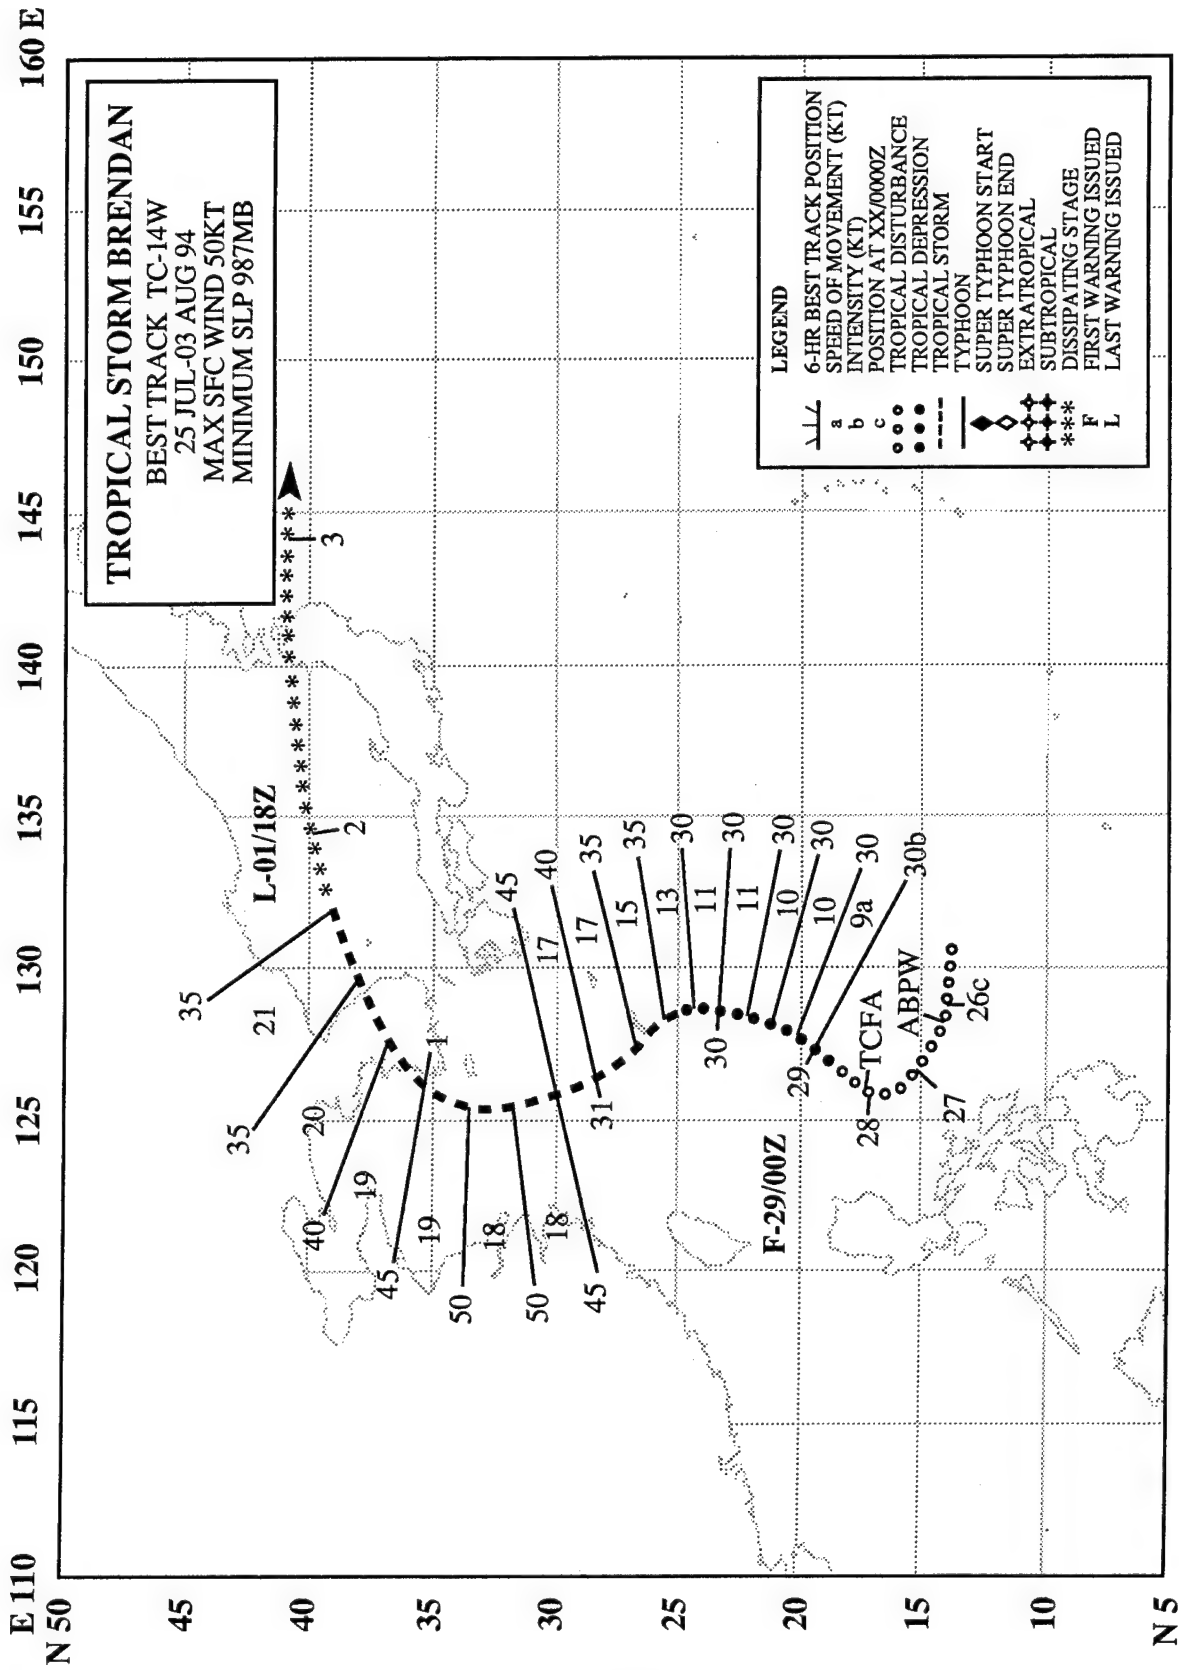 TROPICAL STORM BRENDAN
BEST TRACK TC-14W
25 JUL-03 AUG 94
MAX SFC WIND 50KT
MINIMUM SLP 987MB
E 110 115 120 125 130 135 140 145 150 155 160 E
N 50
45
40
35
30
25
20
15
10
N 5
L-01/18Z
3
2
35
21
35
20
40
19
1
45
19
50
18
50
18
45
45
40
17
31
35
17
35
15
30
13
30
11
30
11
30
30
10
30
10
30
9a
30b
29
TCFA
28
ABPW
27
26c
F-29/00Z
LEGEND
6-HR BEST TRACK POSITION
a SPEED OF MOVEMENT (KT)
b INTENSITY (KT)
c POSITION AT XX/0000Z
TROPICAL DISTURBANCE
TROPICAL DEPRESSION
TROPICAL STORM
TYPHOON
SUPER TYPHOON START
SUPER TYPHOON END
EXTRATROPICAL
SUBTROPICAL
*** DISSIPATING STAGE
F FIRST WARNING ISSUED
L LAST WARNING ISSUED